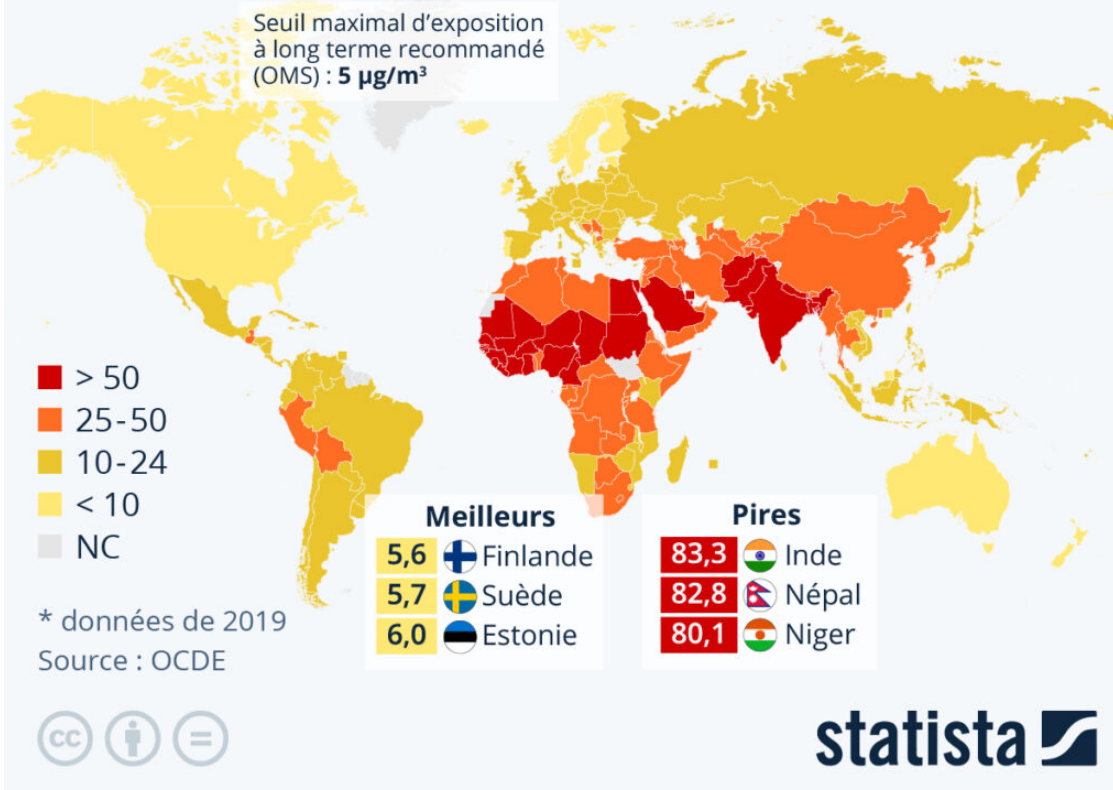 Seuil maximal d’exposition
à long terme recommandé
(OMS) : 5 µg/m³
> 50
25-50
10-24
< 10
NC
* données de 2019
Source : OCDE
Meilleurs
5,6 Finlande
5,7 Suède
6,0 Estonie
Pires
83,3 Inde
82,8 Népal
80,1 Niger
cc
statista